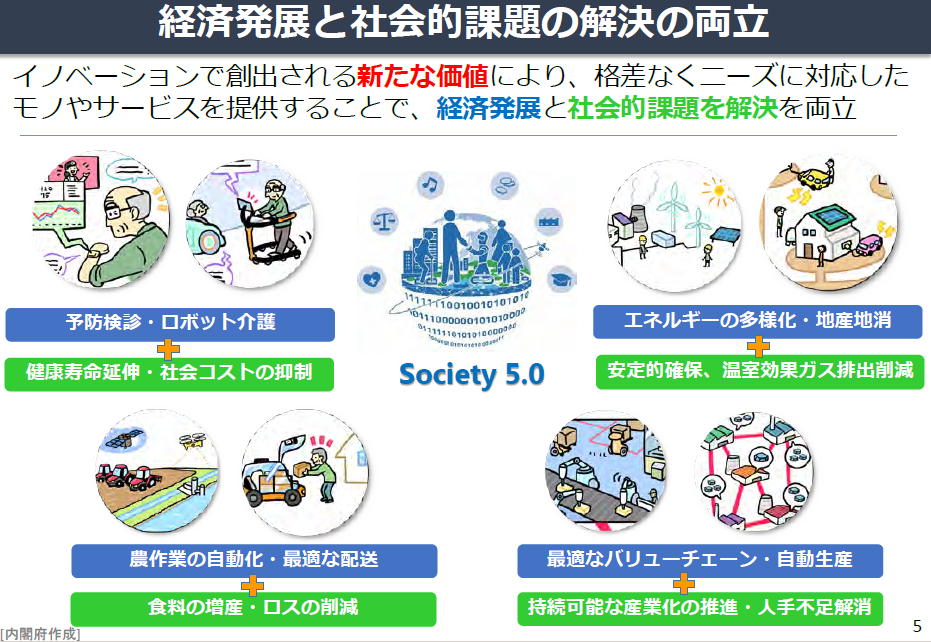 経済発展と社会的課題の解決の両立
イノベーションで創出される新たな価値により、格差なくニーズに対応した
モノやサービスを提供することで、経済発展と社会的課題を解決を両立
予防検診・ロボット介護
健康寿命延伸・社会コストの抑制
11111110010010101010
01110000001010100
1111010101010
Society 5.0
エネルギーの多様化・地産地消
安定的確保、温室効果ガス排出削減
農作業の自動化・最適な配送
食料の増産・ロスの削減
最適なバリューチェーン・自動生産
持続可能な産業化の推進・人手不足解消
[内閣府作成]
5